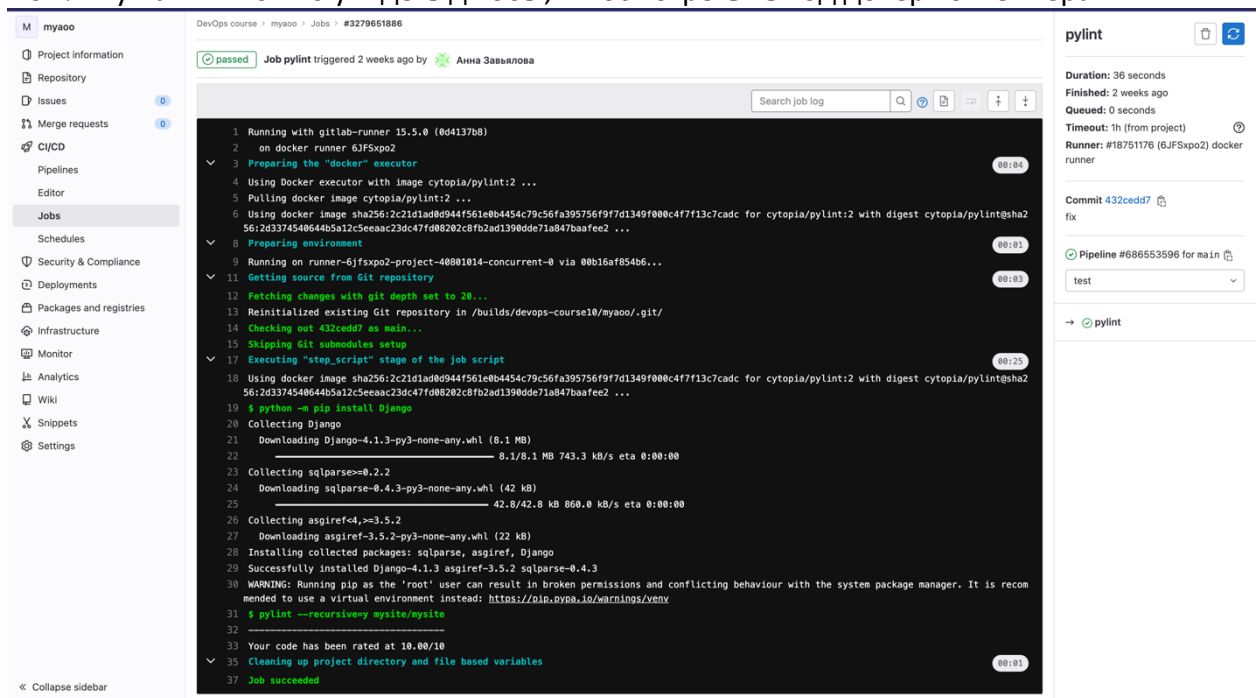 M myaoo
Project information
Repository
Issues 0
Merge requests 0
CI/CD
Pipelines
Editor
Jobs
Schedules
Security & Compliance
Deployments
Packages and registries
Infrastructure
Monitor
Analytics
Wiki
Snippets
Settings
« Collapse sidebar
DevOps course > myaoo > Jobs > #3279651886
passed Job pylint triggered 2 weeks ago by Анна Завьялова
Search job log
1 Running with gitlab-runner 15.5.0 (0d4137b8)
2 on docker runner 6JFSxpo2
3 Preparing the "docker" executor 00:04
4 Using Docker executor with image cytopia/pylint:2 ...
5 Pulling docker image cytopia/pylint:2 ...
6 Using docker image sha256:2c21d1ad0d944f561e0b4454c79c56fa395756f9f7d1349f000c4f7f13c7cadc for cytopia/pylint:2 with digest cytopia/pylint@sha2
56:2d3374540644b5a12c5eeaac23dc47fd08202c8fb2ad1390dde71a847baafee2 ...
8 Preparing environment 00:01
9 Running on runner-6jfsxpo2-project-40801014-concurrent-0 via 00b16af854b6...
11 Getting source from Git repository 00:03
12 Fetching changes with git depth set to 20...
13 Reinitialized existing Git repository in /builds/devops-course10/myaoo/.git/
14 Checking out 432cedd7 as main...
15 Skipping Git submodules setup
17 Executing "step_script" stage of the job script 00:25
18 Using docker image sha256:2c21d1ad0d944f561e0b4454c79c56fa395756f9f7d1349f000c4f7f13c7cadc for cytopia/pylint:2 with digest cytopia/pylint@sha2
56:2d3374540644b5a12c5eeaac23dc47fd08202c8fb2ad1390dde71a847baafee2 ...
19 $ python -m pip install Django
20 Collecting Django
21 Downloading Django-4.1.3-py3-none-any.whl (8.1 MB)
22 8.1/8.1 MB 743.3 kB/s eta 0:00:00
23 Collecting sqlparse>=0.2.2
24 Downloading sqlparse-0.4.3-py3-none-any.whl (42 kB)
25 42.8/42.8 kB 860.0 kB/s eta 0:00:00
26 Collecting asgiref<4,>=3.5.2
27 Downloading asgiref-3.5.2-py3-none-any.whl (22 kB)
28 Installing collected packages: sqlparse, asgiref, Django
29 Successfully installed Django-4.1.3 asgiref-3.5.2 sqlparse-0.4.3
30 WARNING: Running pip as the 'root' user can result in broken permissions and conflicting behaviour with the system package manager. It is recom
mended to use a virtual environment instead: https://pip.pypa.io/warnings/venv
31 $ pylint --recursive=y mysite/mysite
32 ------------------------------------
33 Your code has been rated at 10.00/10
35 Cleaning up project directory and file based variables 00:01
37 Job succeeded
pylint
Duration: 36 seconds
Finished: 2 weeks ago
Queued: 0 seconds
Timeout: 1h (from project)
Runner: #18751176 (6JFSxpo2) docker
runner
Commit 432cedd7
fix
Pipeline #686553596 for main
test
→ pylint